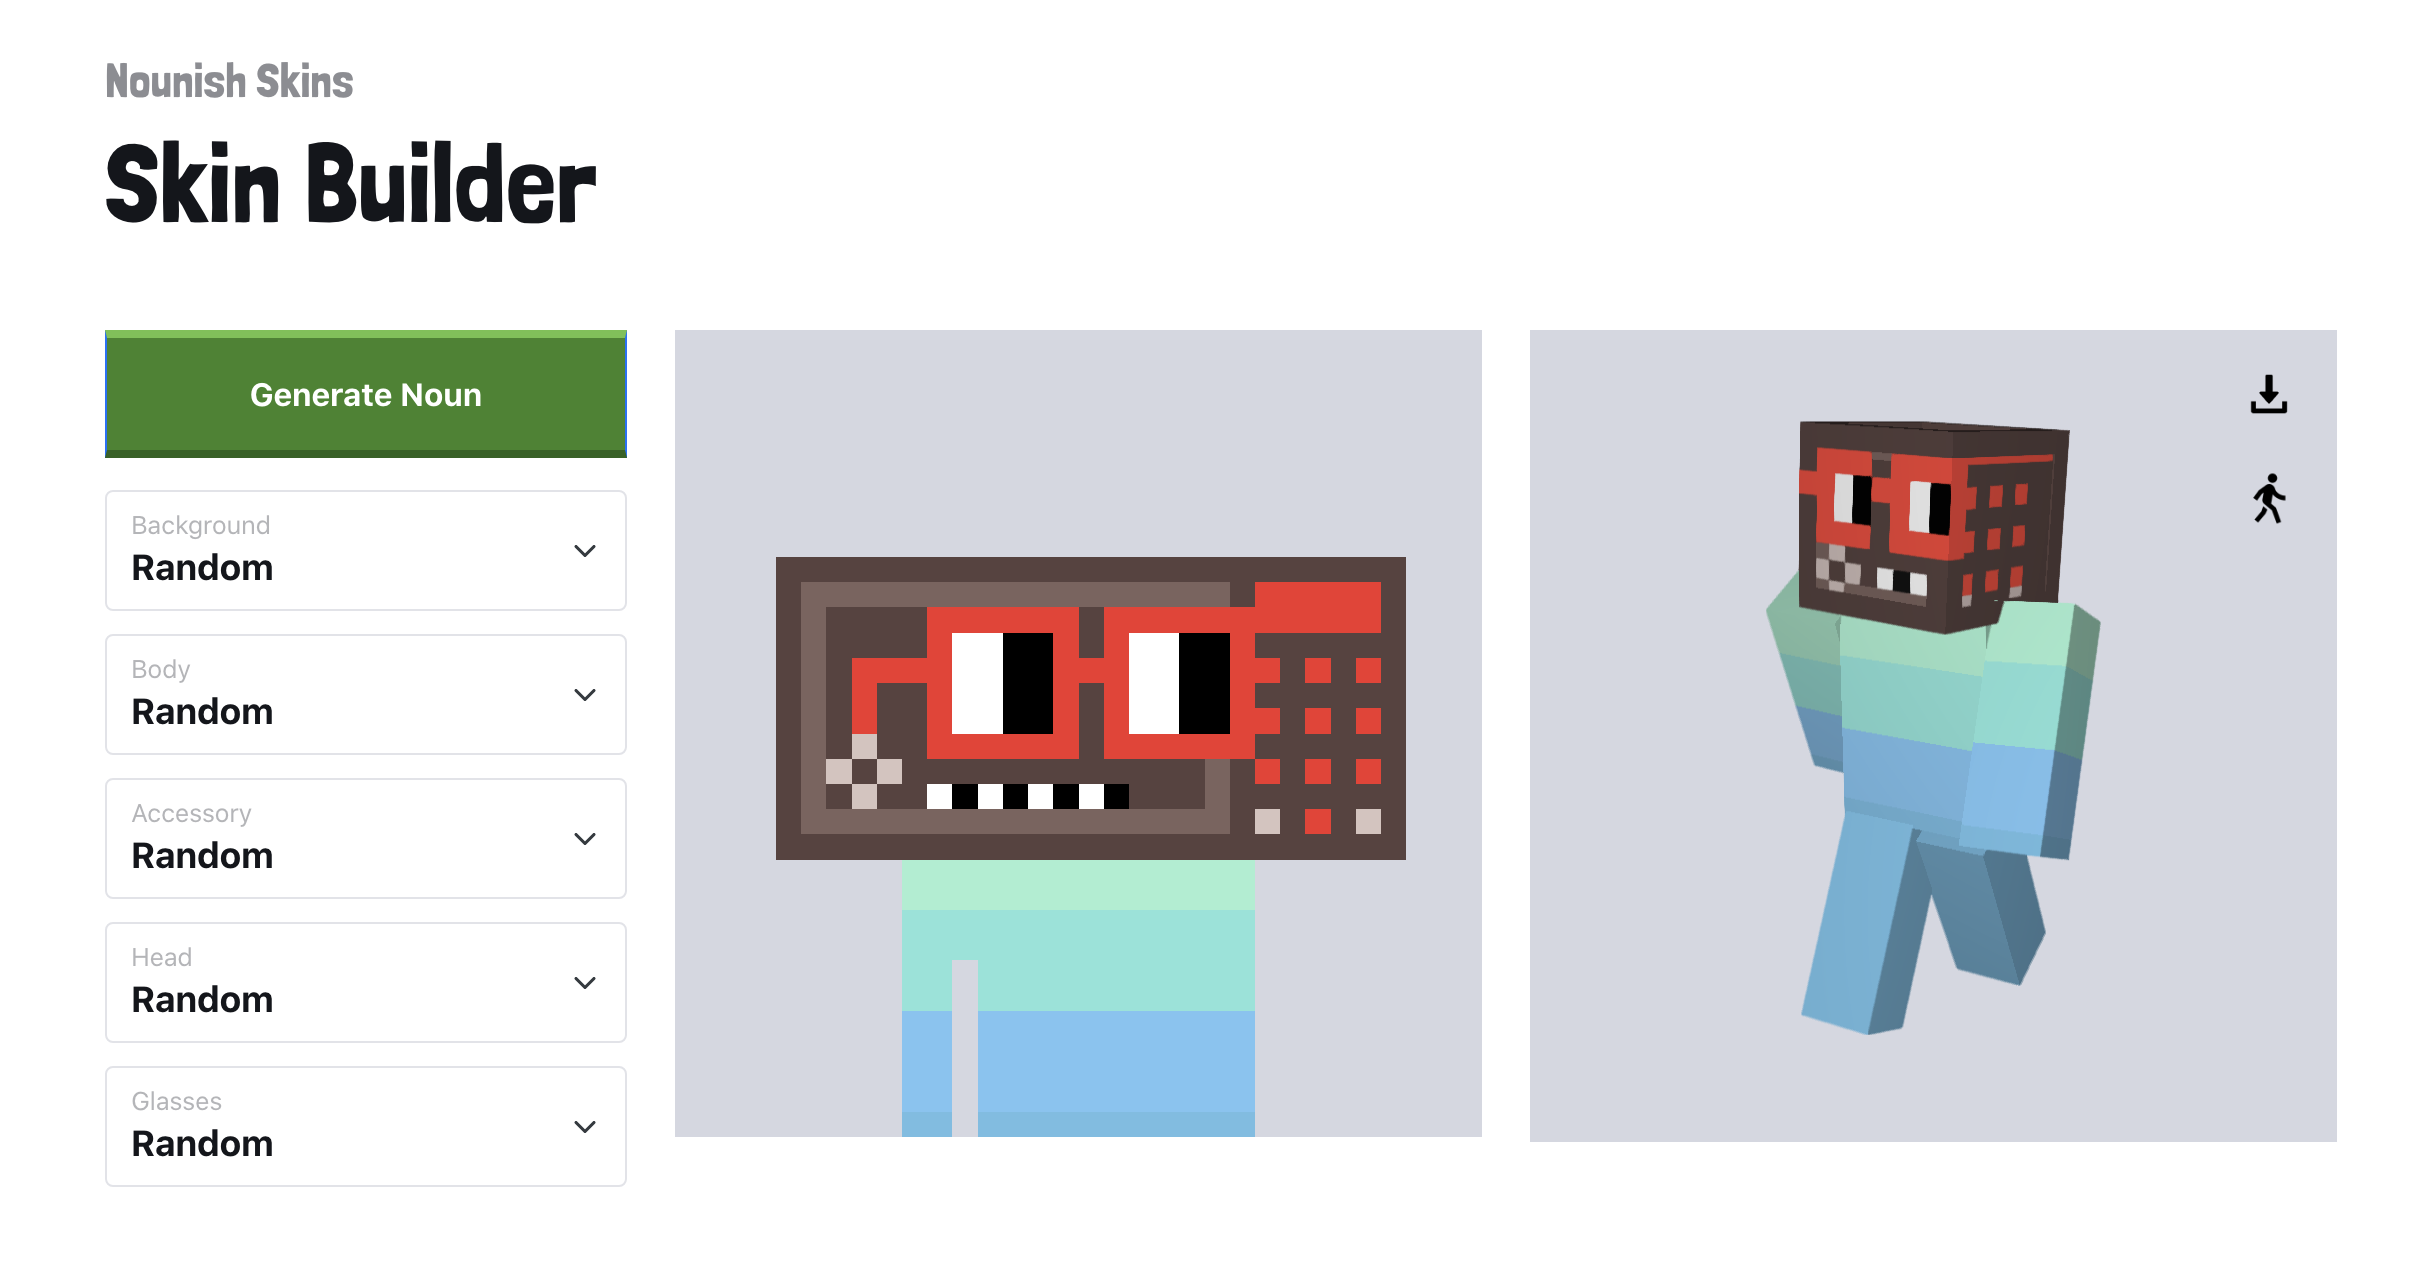 Nounish Skins
Skin Builder
Generate Noun
Background
Random
Body
Random
Accessory
Random
Head
Random
Glasses
Random